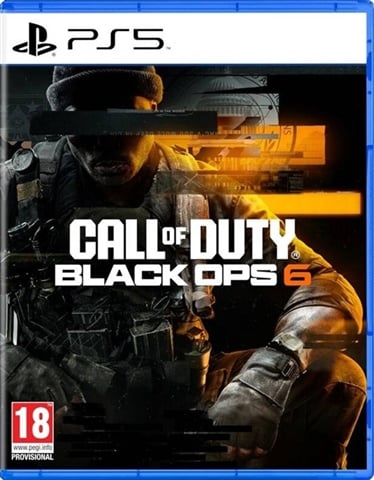 PS5
CALL OF DUTY®
BLACK OPS 6
18
www.pegi.info
PROVISIONAL